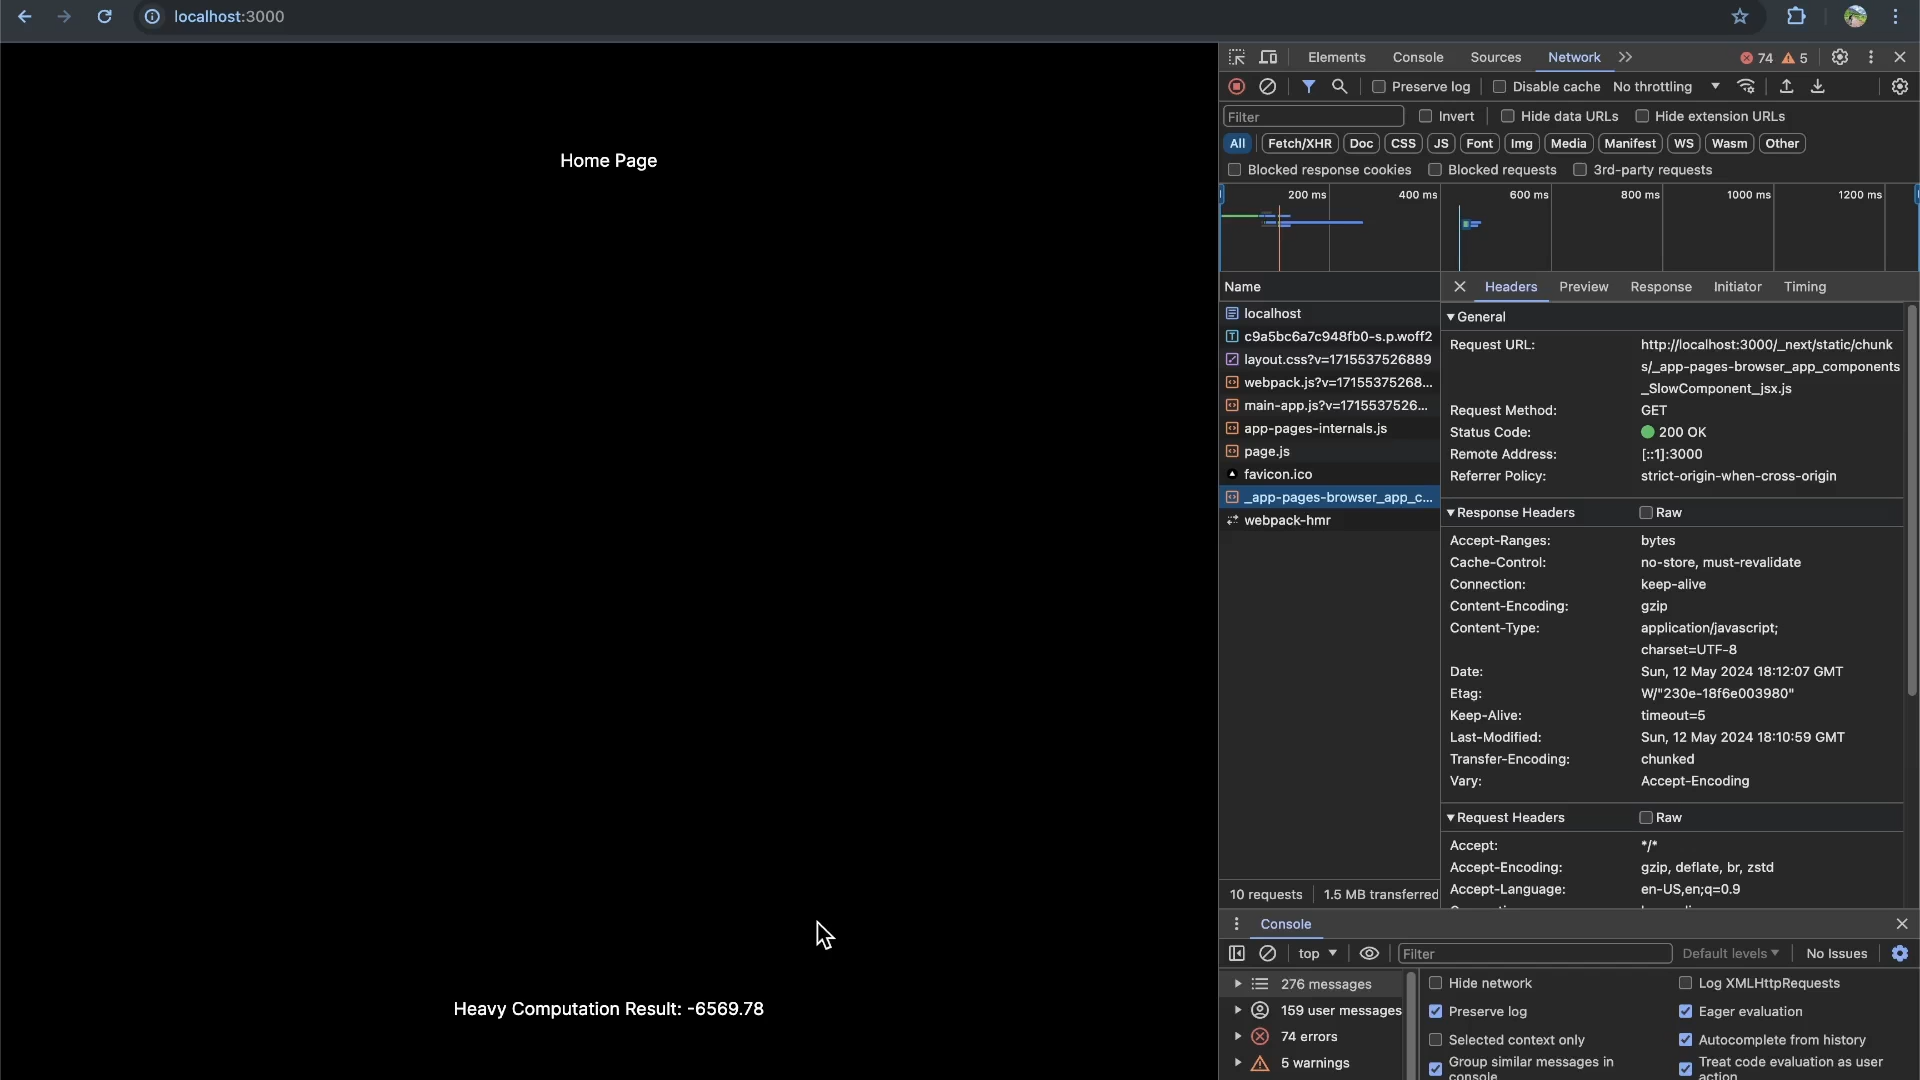 localhost:3000
Home Page
Heavy Computation Result: -6569.78
Elements Console Sources Network 74 5
Preserve log Disable cache No throttling
Filter Invert Hide data URLs Hide extension URLs
All Fetch/XHR Doc CSS JS Font Img Media Manifest WS Wasm Other
Blocked response cookies Blocked requests 3rd-party requests
200 ms 400 ms 600 ms 800 ms 1000 ms 1200 ms
Name
localhost
c9a5bc6a7c948fb0-s.p.woff2
layout.css?v=1715537526889
webpack.js?v=17155375268...
main-app.js?v=1715537526...
app-pages-internals.js
page.js
favicon.ico
_app-pages-browser_app_c...
webpack-hmr
10 requests 1.5 MB transferred
Headers Preview Response Initiator Timing
General
Request URL: http://localhost:3000/_next/static/chunk
s/_app-pages-browser_app_components
_SlowComponent_jsx.js
Request Method: GET
Status Code: 200 OK
Remote Address: [::1]:3000
Referrer Policy: strict-origin-when-cross-origin
Response Headers Raw
Accept-Ranges: bytes
Cache-Control: no-store, must-revalidate
Connection: keep-alive
Content-Encoding: gzip
Content-Type: application/javascript;
charset=UTF-8
Date: Sun, 12 May 2024 18:12:07 GMT
Etag: W/"230e-18f6e003980"
Keep-Alive: timeout=5
Last-Modified: Sun, 12 May 2024 18:10:59 GMT
Transfer-Encoding: chunked
Vary: Accept-Encoding
Request Headers Raw
Accept: */*
Accept-Encoding: gzip, deflate, br, zstd
Accept-Language: en-US,en;q=0.9
Console
top Filter Default levels No Issues
276 messages
159 user messages
74 errors
5 warnings
Hide network Log XMLHttpRequests
Preserve log Eager evaluation
Selected context only Autocomplete from history
Group similar messages in Treat code evaluation as user
console action